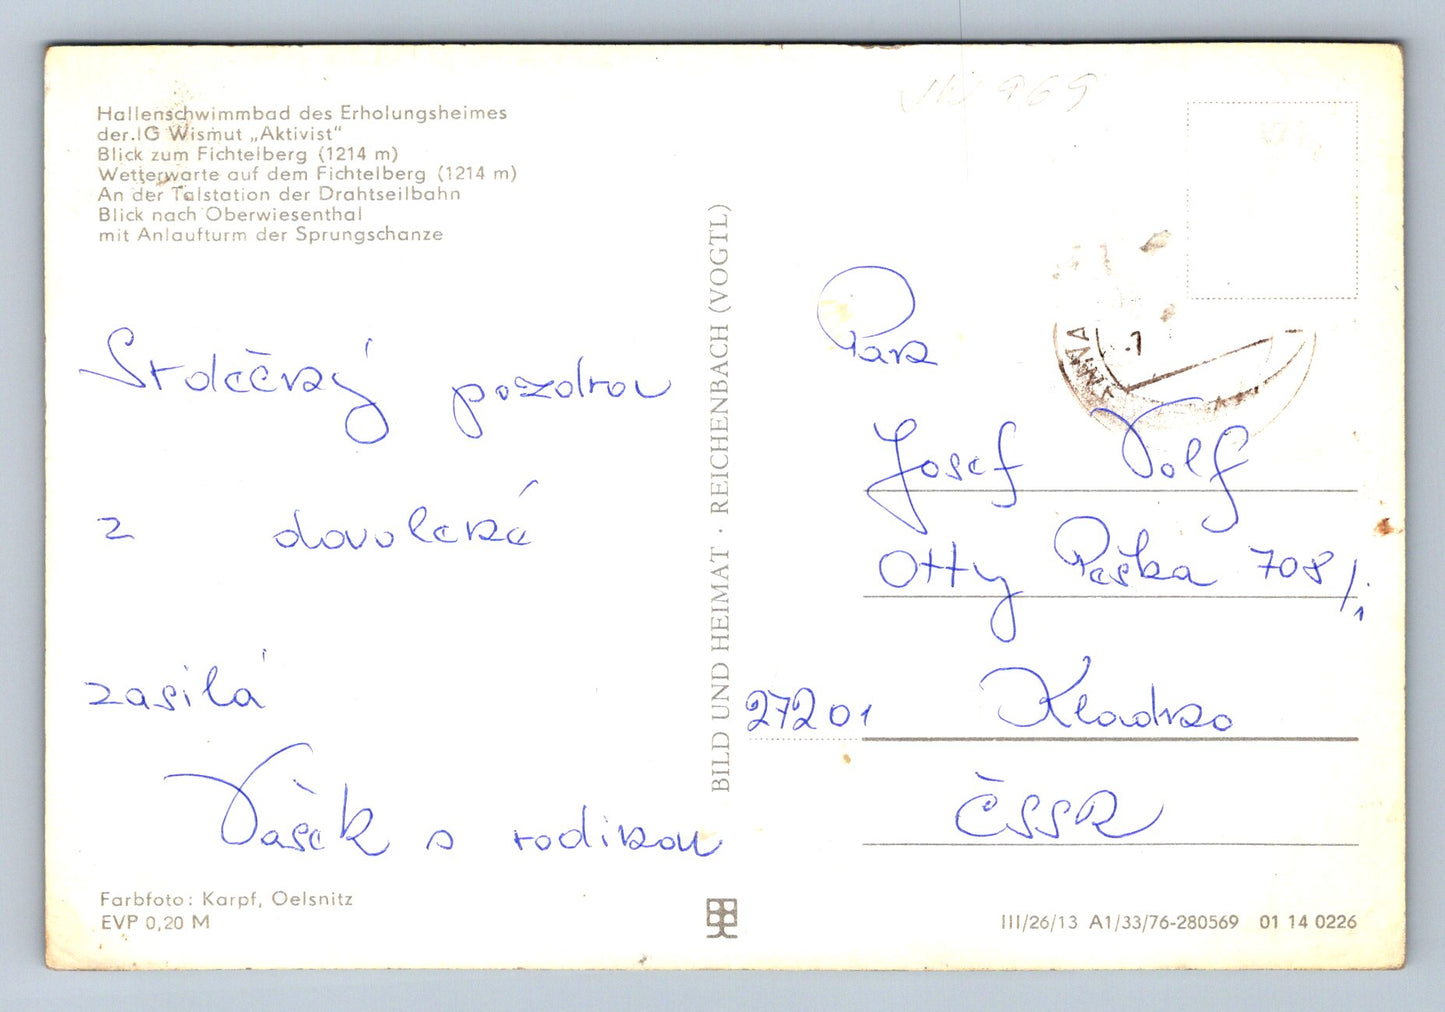 Hallenschwimmbad des Erholungsheimes
der IG Wismut „Aktivist“
Blick zum Fichtelberg (1214 m)
Wetterwarte auf dem Fichtelberg (1214 m)
An der Talstation der Drahtseilbahn
Blick nach Oberwiesenthal
mit Anlaufturm der Sprungschanze
Srdečný pozdrav
z dovolené
zasílá
Vašek s rodinou
Farbfoto: Karpf, Oelsnitz
EVP 0,20 M
BILD UND HEIMAT · REICHENBACH (VOGTL)
Pan
Josef Volf
Otty Peška 708/1
27201 Kladno
ČSSR
III/26/13 A1/33/76-280569 01 14 0226